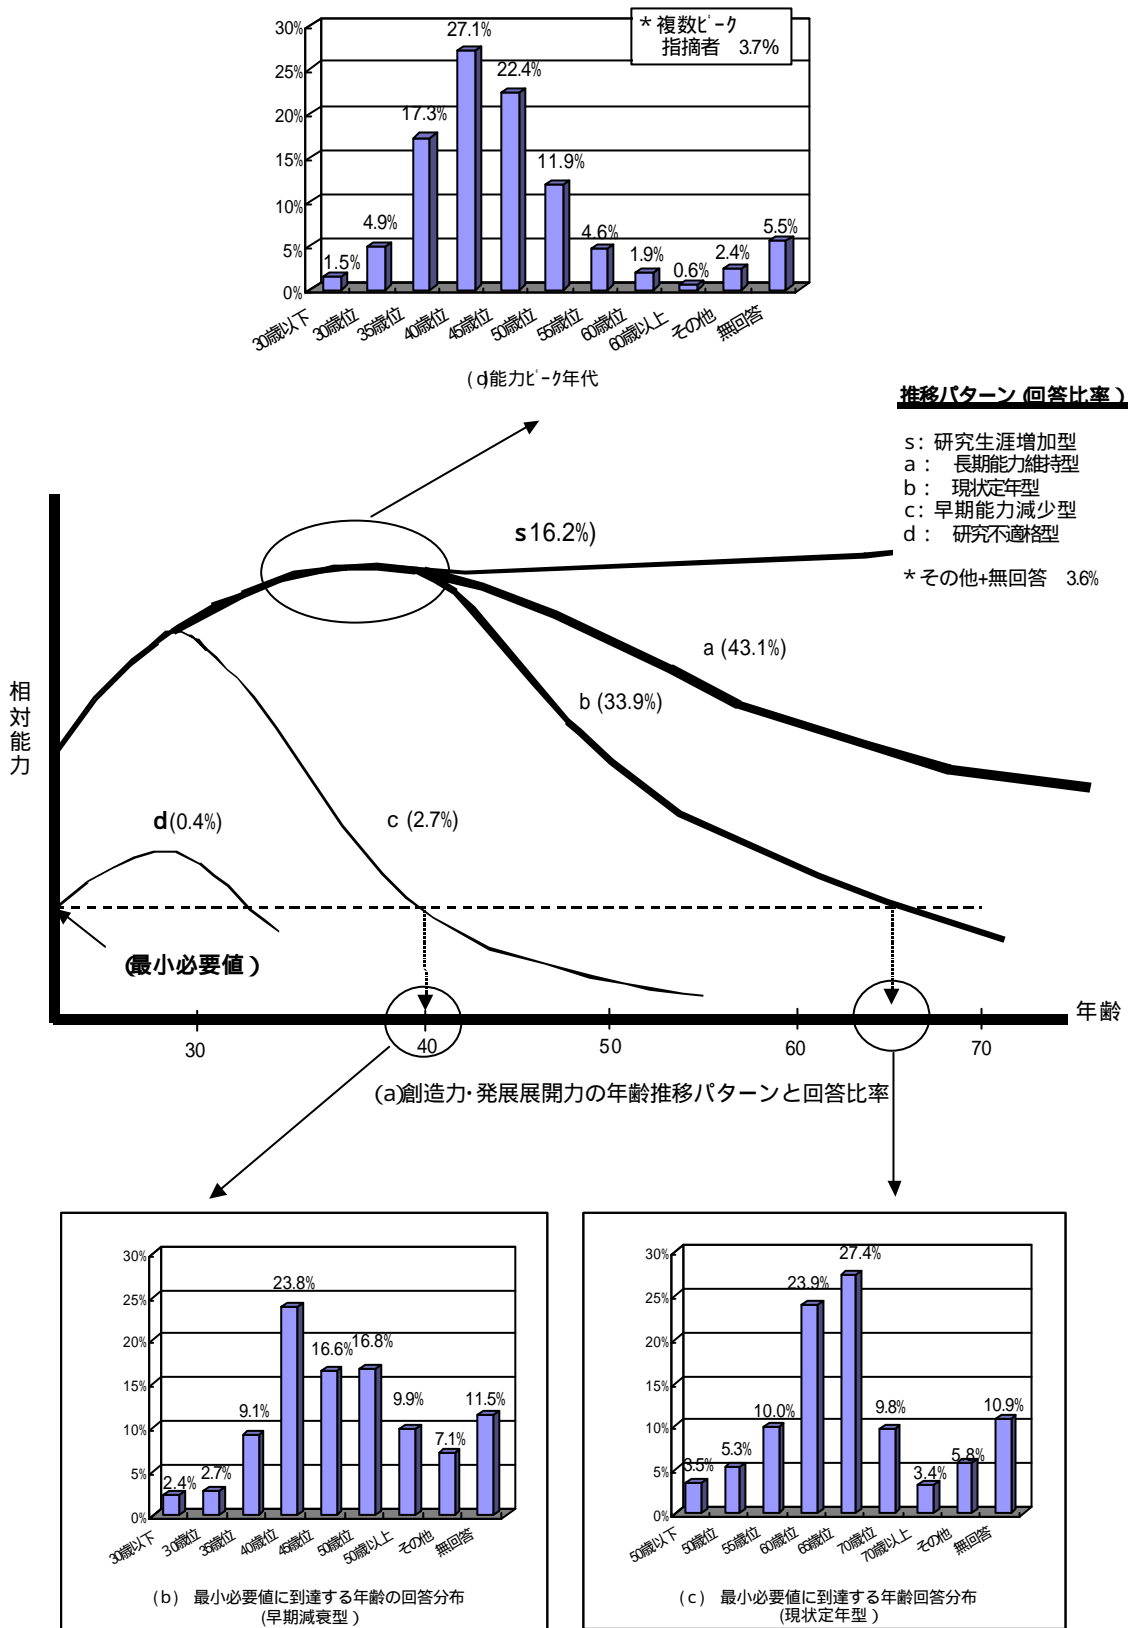 30%
25%
20%
15%
10%
5%
0%
1.5%
4.9%
17.3%
27.1%
22.4%
11.9%
4.6%
1.9%
0.6%
2.4%
5.5%
*複数ピーク
指摘者 3.7%
30歳以下
30歳位
35歳位
40歳位
45歳位
50歳位
55歳位
60歳位
60歳以上
その他
無回答
(d)能力ピーク年代
推移パターン(回答比率)
s: 研究生涯増加型
a: 長期能力維持型
b: 現状定年型
c: 早期能力減少型
d: 研究不適格型
*その他+無回答 3.6%
s16.2%)
a (43.1%)
b (33.9%)
c (2.7%)
d(0.4%)
相対能力
(最小必要値)
年齢
30
40
50
60
70
(a)創造力・発展展開力の年齢推移パターンと回答比率
30%
25%
20%
15%
10%
5%
0%
2.4%
2.7%
9.1%
23.8%
16.6%
16.8%
9.9%
7.1%
11.5%
30歳以下
30歳位
35歳位
40歳位
45歳位
50歳位
50歳以上
その他
無回答
(b) 最小必要値に到達する年齢の回答分布
(早期減衰型)
30%
25%
20%
15%
10%
5%
0%
3.5%
5.3%
10.0%
23.9%
27.4%
9.8%
3.4%
5.8%
10.9%
50歳以下
50歳位
55歳位
60歳位
65歳位
70歳位
70歳以上
その他
無回答
(c) 最小必要値に到達する年齢回答分布
(現状定年型)